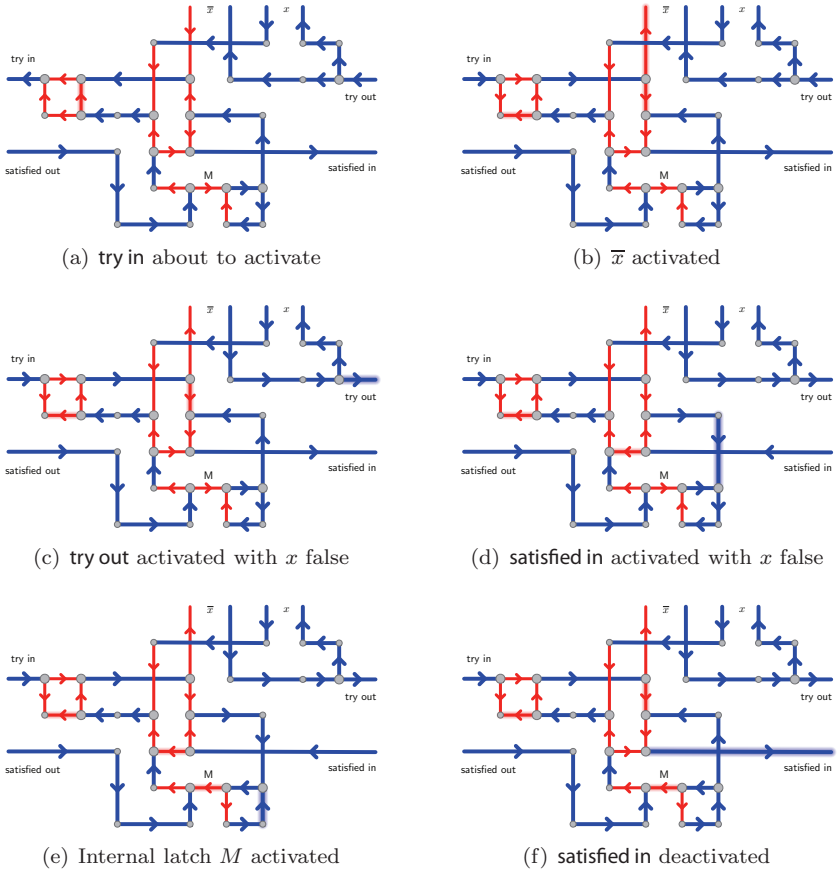 x̅ x
try in
try out
satisfied out
M
satisfied in
(a) try in about to activate
x̅ x
try in
try out
satisfied out
M
satisfied in
(b) x̅ activated
x̅ x
try in
try out
satisfied out
M
satisfied in
(c) try out activated with x false
x̅ x
try in
try out
satisfied out
M
satisfied in
(d) satisfied in activated with x false
x̅ x
try in
try out
satisfied out
M
satisfied in
(e) Internal latch M activated
x̅ x
try in
try out
satisfied out
M
satisfied in
(f) satisfied in deactivated